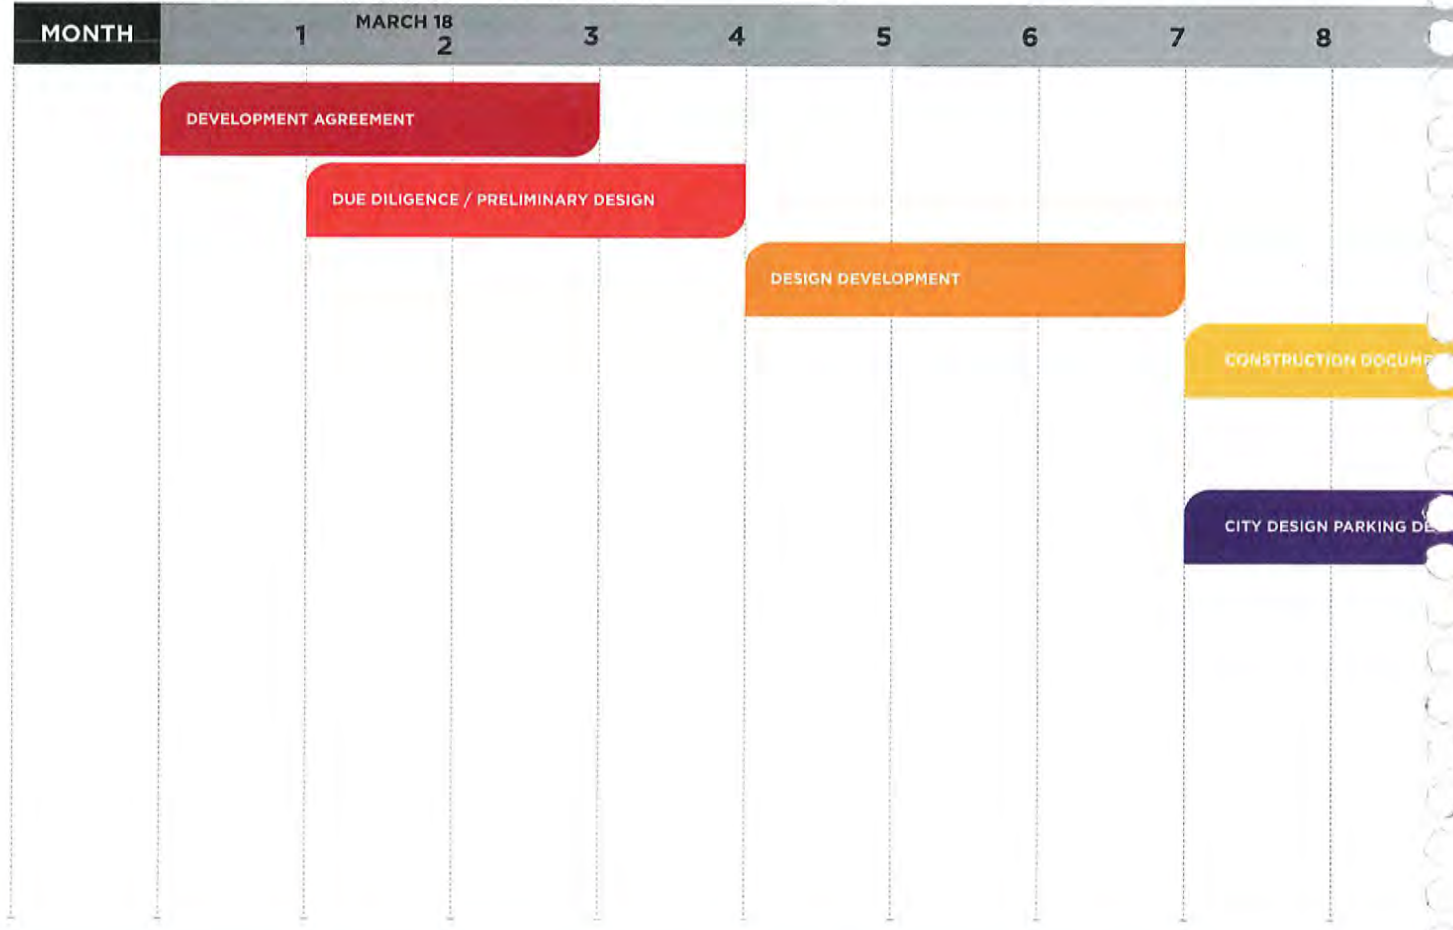 MONTH
MARCH 18
1 2 3 4 5 6 7 8
DEVELOPMENT AGREEMENT
DUE DILIGENCE / PRELIMINARY DESIGN
DESIGN DEVELOPMENT
CONSTRUCTION
CITY DESIGN PARKING